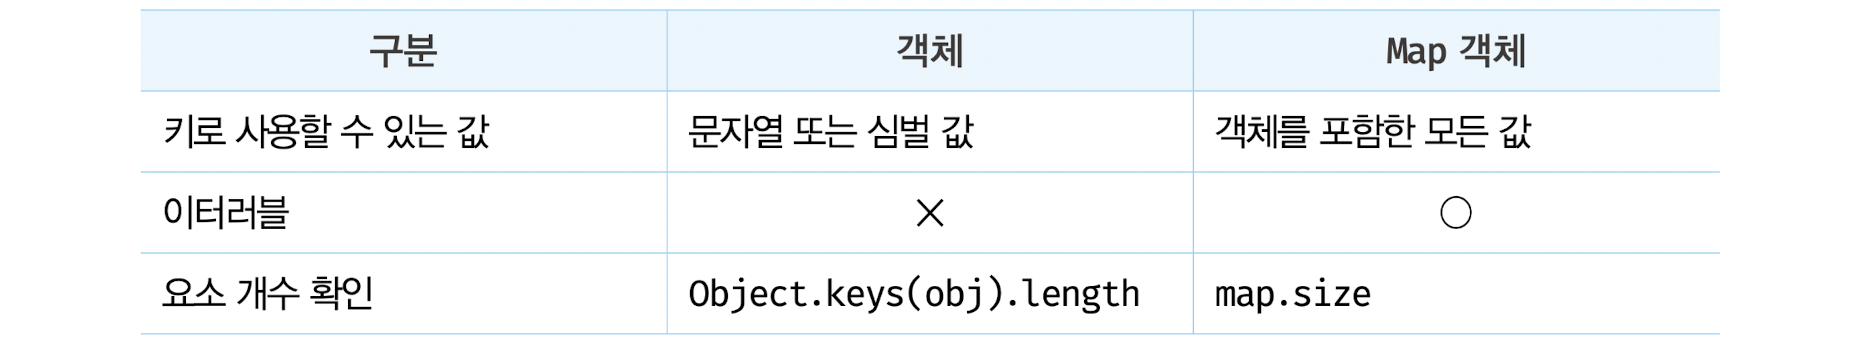 구분 객체 Map 객체
키로 사용할 수 있는 값 문자열 또는 심벌 값 객체를 포함한 모든 값
이터러블 × ○
요소 개수 확인 Object.keys(obj).length map.size